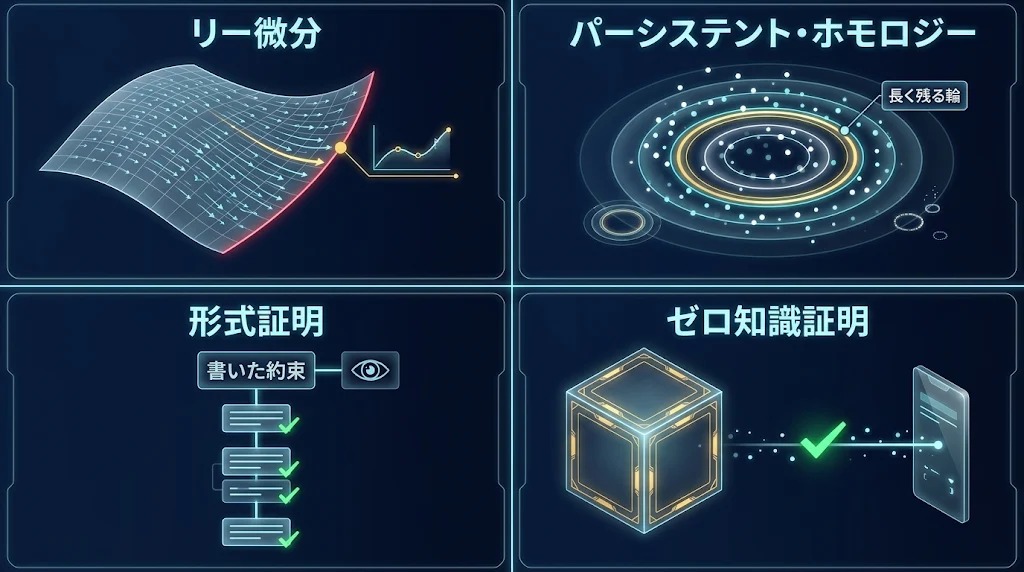 リー微分
パーシステント・ホモロジー
長く残る輪
形式証明
書いた約束
ゼロ知識証明